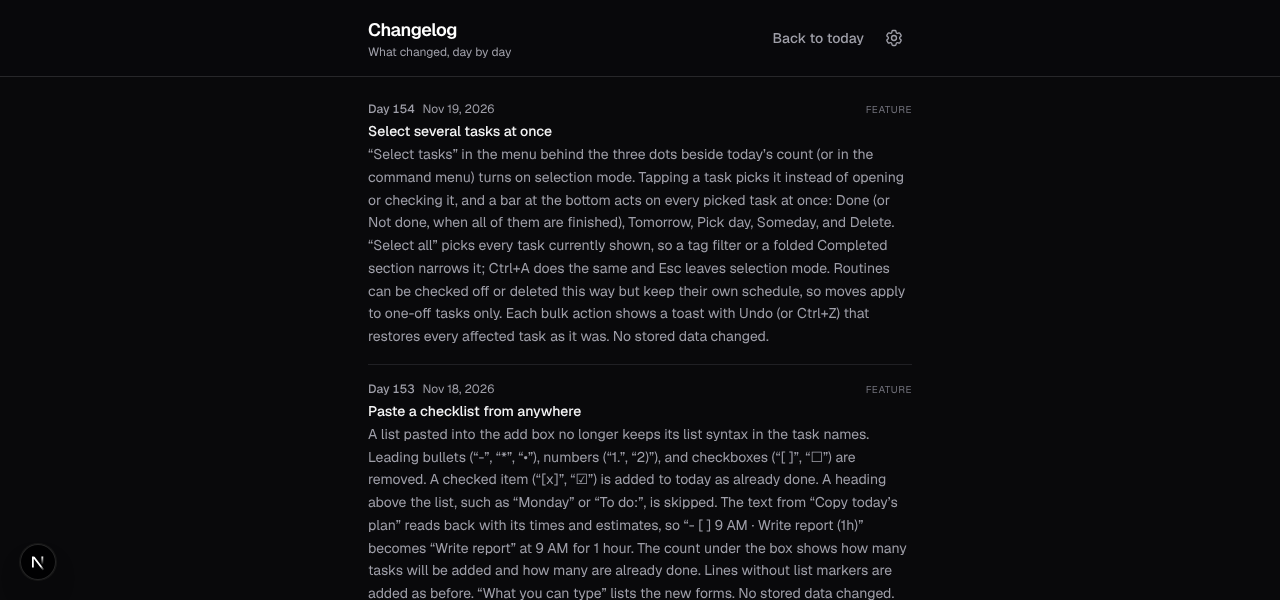 Changelog
What changed, day by day
Back to today
Day 154 Nov 19, 2026
FEATURE
Select several tasks at once
“Select tasks” in the menu behind the three dots beside today’s count (or in the
command menu) turns on selection mode. Tapping a task picks it instead of opening
or checking it, and a bar at the bottom acts on every picked task at once: Done (or
Not done, when all of them are finished), Tomorrow, Pick day, Someday, and Delete.
“Select all” picks every task currently shown, so a tag filter or a folded Completed
section narrows it; Ctrl+A does the same and Esc leaves selection mode. Routines
can be checked off or deleted this way but keep their own schedule, so moves apply
to one-off tasks only. Each bulk action shows a toast with Undo (or Ctrl+Z) that
restores every affected task as it was. No stored data changed.
Day 153 Nov 18, 2026
FEATURE
Paste a checklist from anywhere
A list pasted into the add box no longer keeps its list syntax in the task names.
Leading bullets (“-”, “*”, “•”), numbers (“1.”, “2)”), and checkboxes (“[ ]”, “☐”) are
removed. A checked item (“[x]”, “☑”) is added to today as already done. A heading
above the list, such as “Monday” or “To do:”, is skipped. The text from “Copy today’s
plan” reads back with its times and estimates, so “- [ ] 9 AM · Write report (1h)”
becomes “Write report” at 9 AM for 1 hour. The count under the box shows how many
tasks will be added and how many are already done. Lines without list markers are
added as before. “What you can type” lists the new forms. No stored data changed.
N